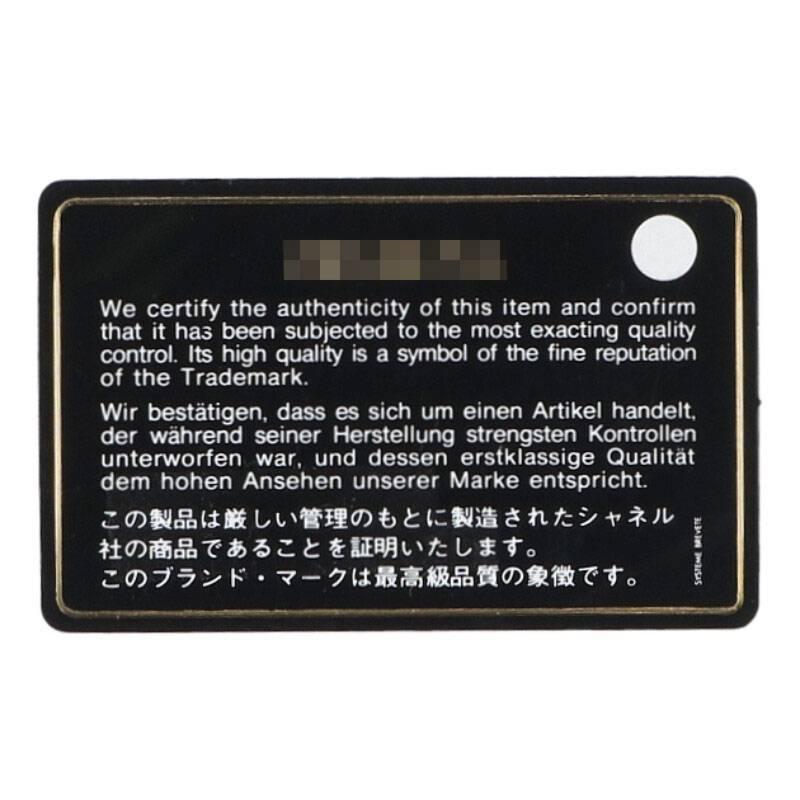 We certify the authenticity of this item and confirm
that it has been subjected to the most exacting quality
control. Its high quality is a symbol of the fine reputation
of the Trademark.
Wir bestätigen, dass es sich um einen Artikel handelt,
der während seiner Herstellung strengsten Kontrollen
unterworfen war, und dessen erstklassige Qualität
dem hohen Ansehen unserer Marke entspricht.
この製品は厳しい管理のもとに製造されたシャネル
社の商品であることを証明いたします。
このブランド・マークは最高級品質の象徴です。
SYSTEME BREVETE